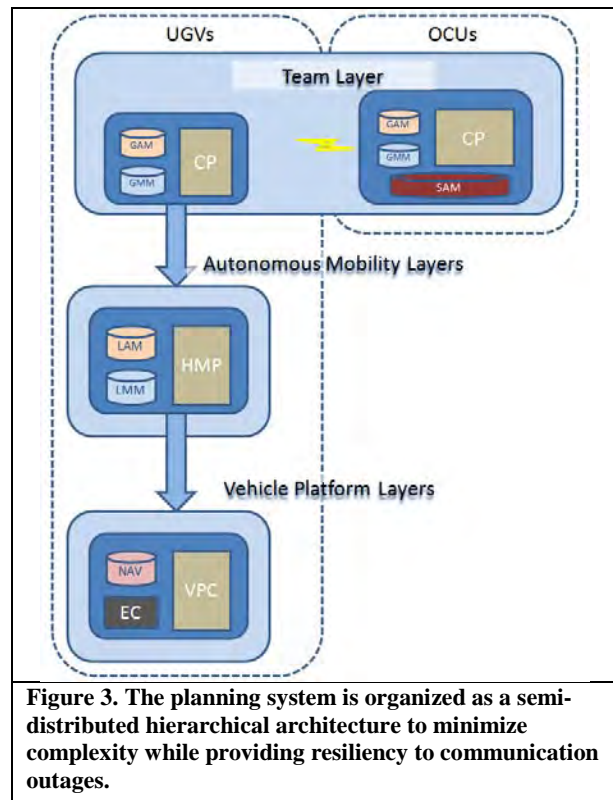 UGVs
OCUs
Team Layer
GAM
GMM
CP
GAM
GMM
CP
SAM
Autonomous Mobility Layers
LAM
LMM
HMP
Vehicle Platform Layers
NAV
EC
VPC
Figure 3. The planning system is organized as a semi-
distributed hierarchical architecture to minimize
complexity while providing resiliency to communication
outages.